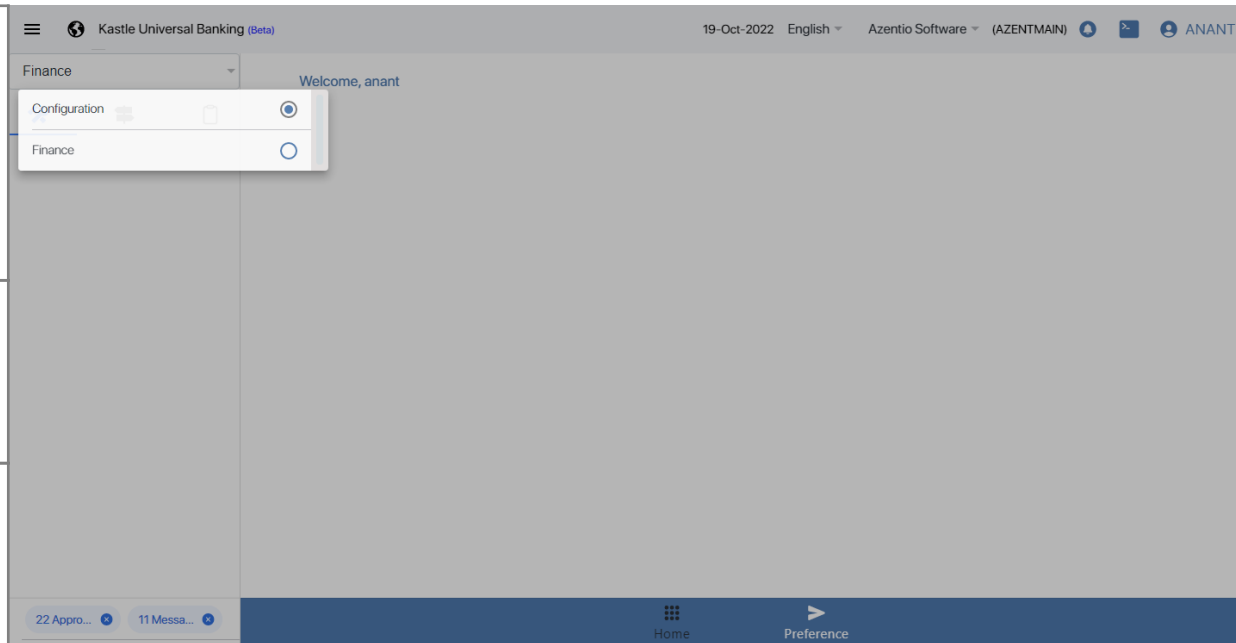 Kastle Universal Banking (Beta) 19-Oct-2022 English Azentio Software (AZENTMAIN) ANANT
Finance
Welcome, anant
Configuration
Finance
22 Appro... 11 Messa...
Home Preference